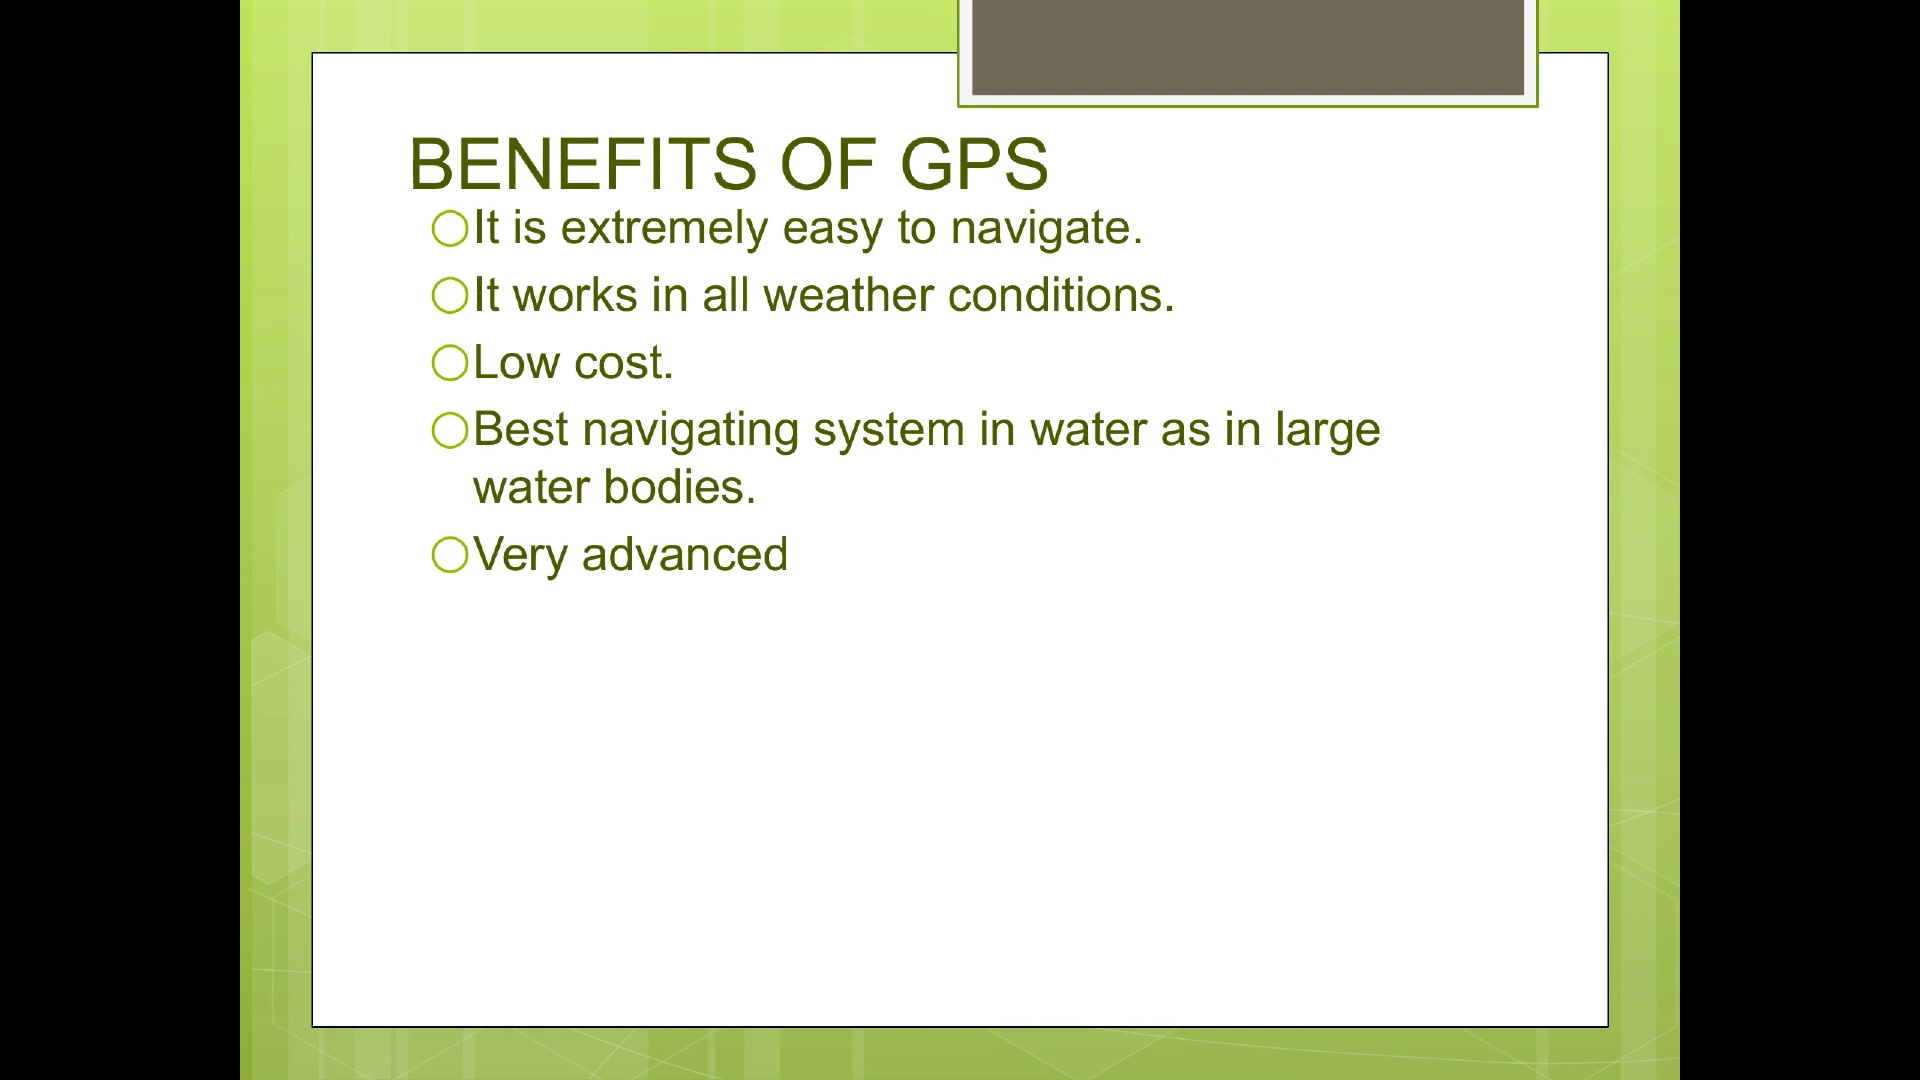 BENEFITS OF GPS
It is extremely easy to navigate.
It works in all weather conditions.
Low cost.
Best navigating system in water as in large
water bodies.
Very advanced